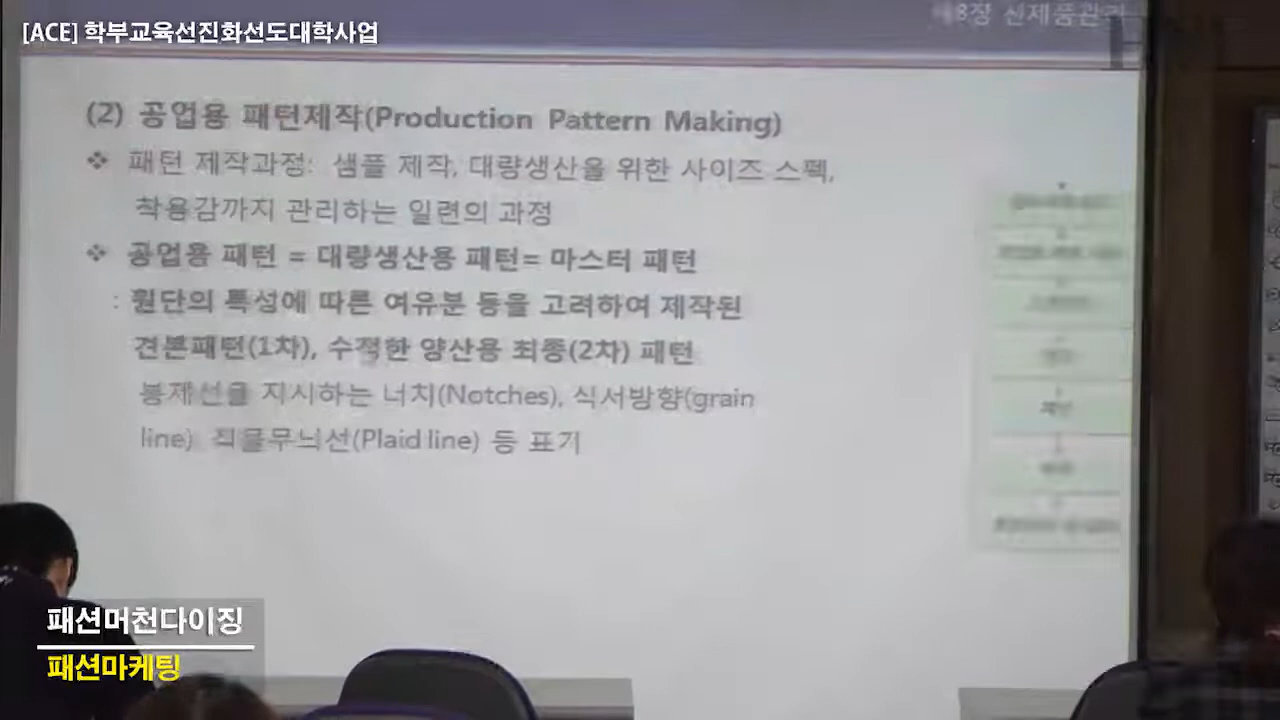 [ACE] 학부교육선진화선도대학사업
제8장 신제품관리
(2) 공업용 패턴제작(Production Pattern Making)
❖ 패턴 제작과정: 샘플 제작, 대량생산을 위한 사이즈 스펙,
착용감까지 관리하는 일련의 과정
❖ 공업용 패턴 = 대량생산용 패턴= 마스터 패턴
: 원단의 특성에 따른 여유분 등을 고려하여 제작된
견본패턴(1차), 수정한 양산용 최종(2차) 패턴
봉제선을 지시하는 너치(Notches), 식서방향(grain
line), 직물무늬선(Plaid line) 등 표기
패션머천다이징
패션마케팅